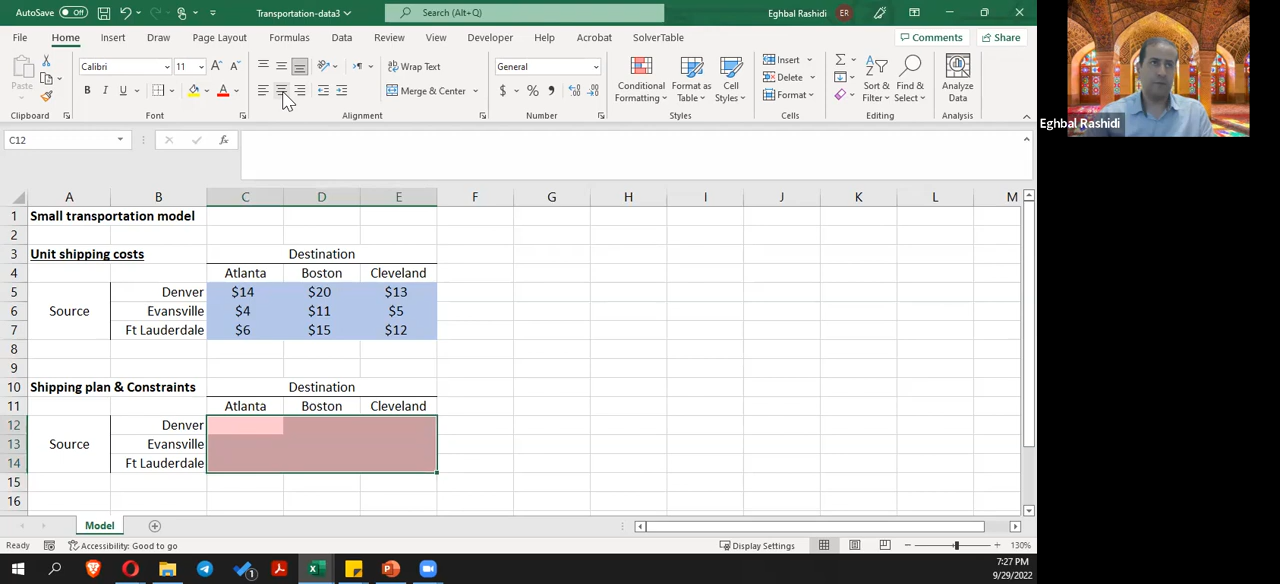 AutoSave Off Transportation-data3 Search (Alt+Q) Eghbal Rashidi ER
File Home Insert Draw Page Layout Formulas Data Review View Developer Help Acrobat SolverTable Comments Share
Paste Calibri 11 Wrap Text General Insert
B I U Merge & Center $ % Delete
Format
Conditional Formatting Format as Table Cell Styles Sort & Filter Find & Select Analyze Data
Clipboard Font Alignment Number Styles Cells Editing Analysis
Eghbal Rashidi
C12 fx
A B C D E F G H I J K L M
1 Small transportation model
2
3 Unit shipping costs Destination
4 Atlanta Boston Cleveland
5 Denver $14 $20 $13
6 Source Evansville $4 $11 $5
7 Ft Lauderdale $6 $15 $12
8
9
10 Shipping plan & Constraints Destination
11 Atlanta Boston Cleveland
12 Denver
13 Source Evansville
14 Ft Lauderdale
15
16
Model
Ready Accessibility: Good to go Display Settings 130%
1 7:27 PM
9/29/2022